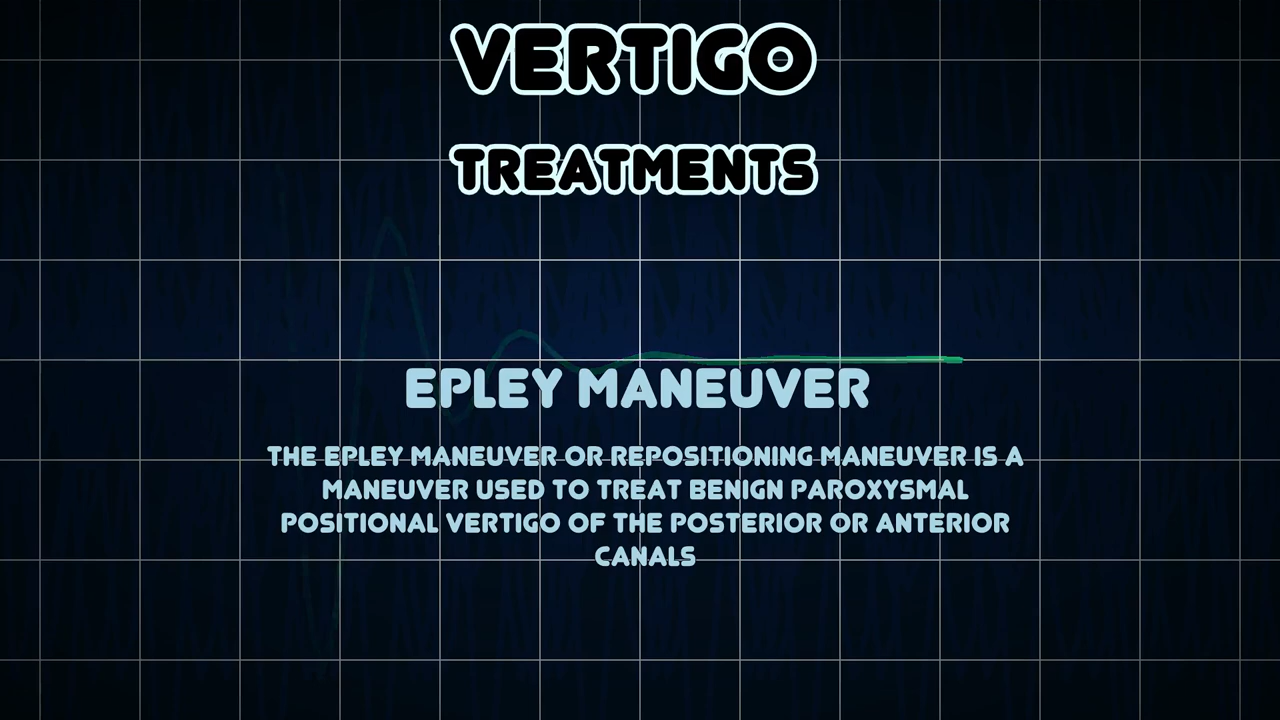 VERTIGO
TREATMENTS
EPLEY MANEUVER
THE EPLEY MANEUVER OR REPOSITIONING MANEUVER IS A
MANEUVER USED TO TREAT BENIGN PAROXYSMAL
POSITIONAL VERTIGO OF THE POSTERIOR OR ANTERIOR
CANALS